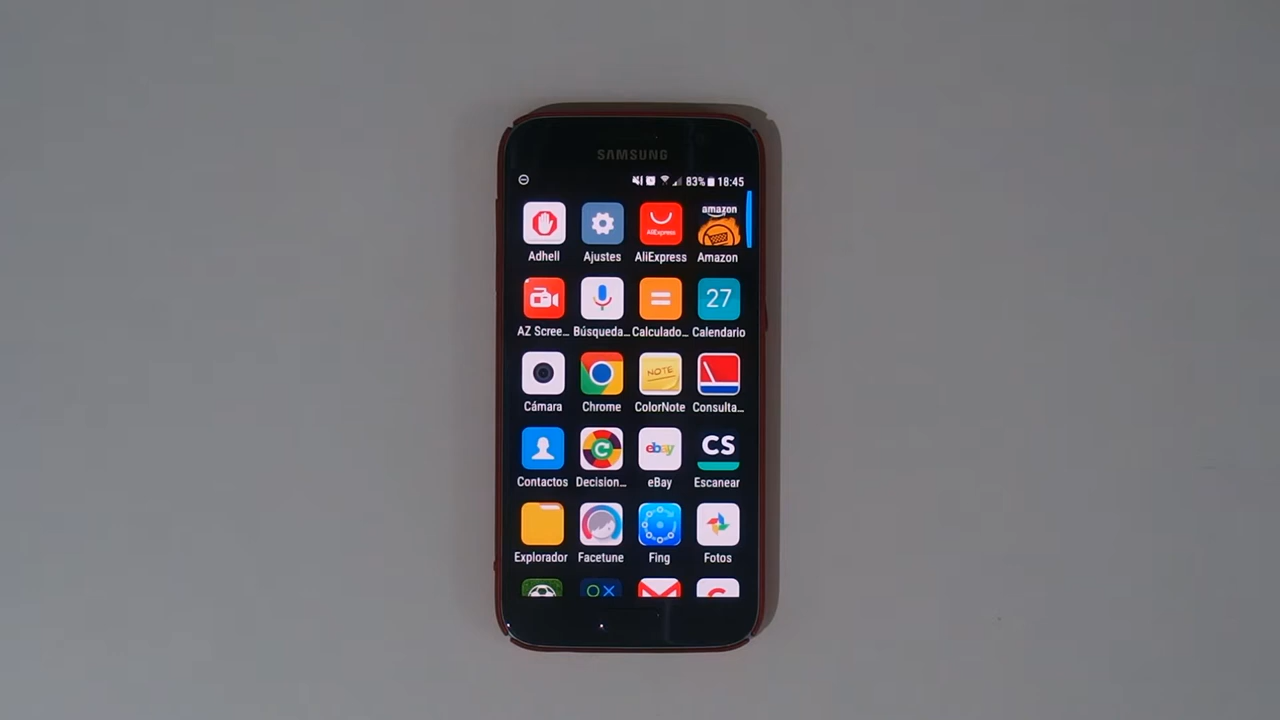 SAMSUNG
83% 18:45
amazon
AliExpress
Adhell Ajustes AliExpress Amazon
27
AZ Scree... Búsqueda... Calculado... Calendario
NOTE
Cámara Chrome ColorNote Consulta...
ebay CS
Contactos Decision... eBay Escanear
Explorador Facetune Fing Fotos